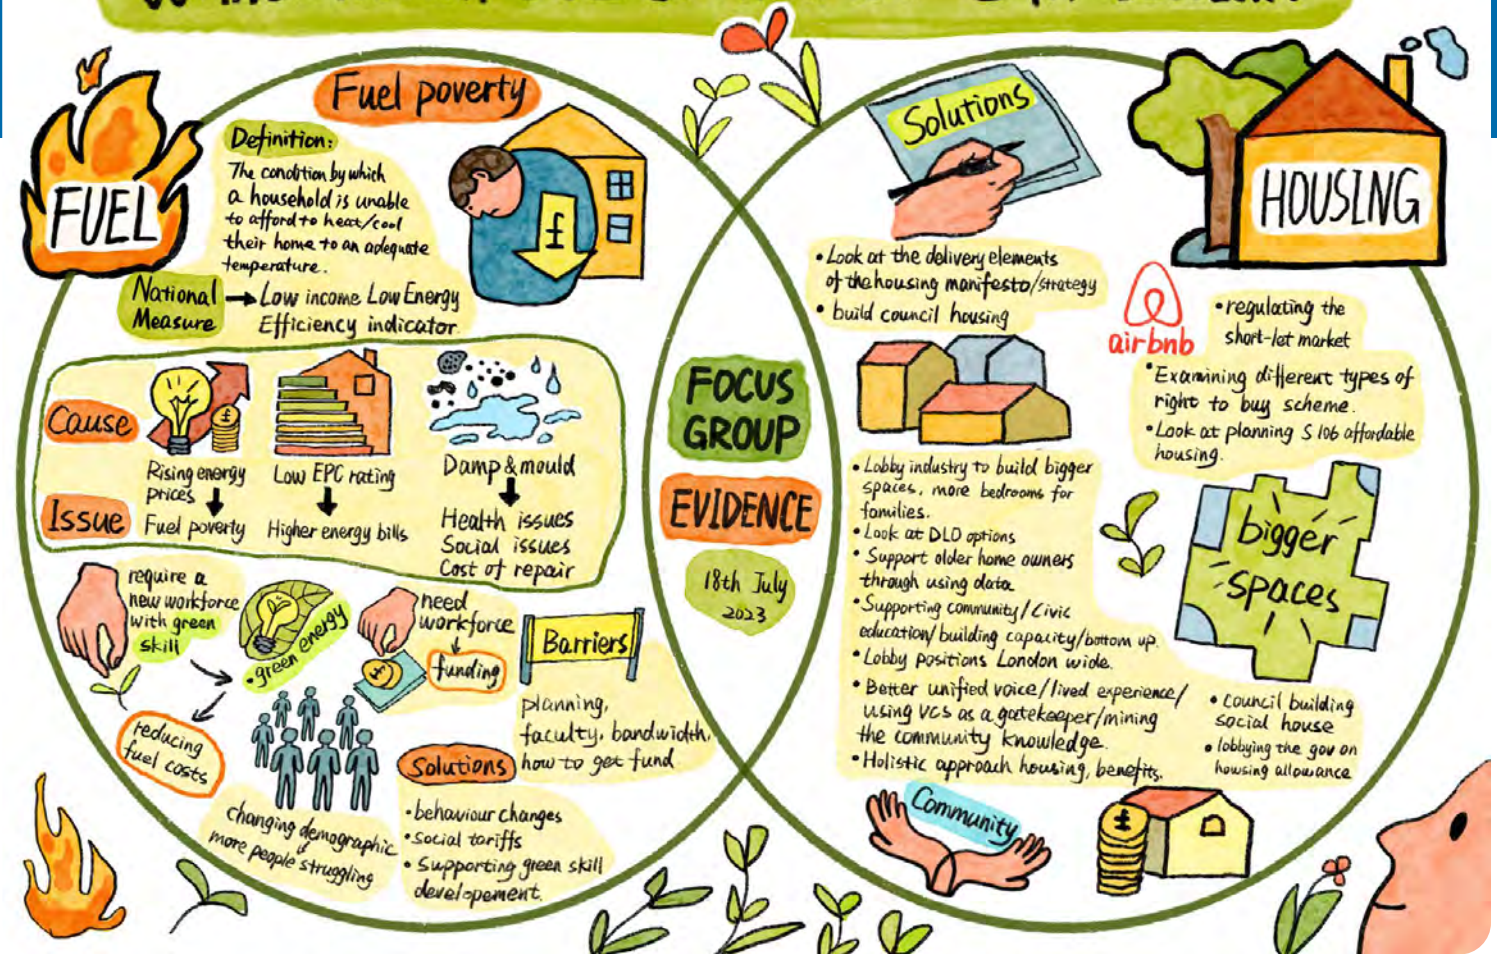 Fuel poverty
FUEL
Definition:
The condition by which
a household is unable
to afford to heat/cool
their home to an adequate
temperature.
£
National
Measure
Low income Low Energy
Efficiency indicator
Cause
£
Rising energy
prices
Low EPC rating
Damp & mould
Issue
Fuel poverty
Higher energy bills
Health issues
Social issues
Cost of repair
require a
new workforce
with green
skill
• green energy
need
workforce
funding
£
reducing
fuel costs
Barriers
planning,
faculty, bandwidth,
how to get fund
changing demographic
more people struggling
Solutions
• behaviour changes
• Social tariffs
• Supporting green skill
developement.
FOCUS
GROUP
EVIDENCE
18th July
2023
Solutions
HOUSING
• Look at the delivery elements
of the housing manifesto/strategy
• build council housing
airbnb
• regulating the
short-let market
• Examining different types of
right to buy scheme.
• Look at planning S 106 affordable
housing.
• Lobby industry to build bigger
spaces, more bedrooms for
families.
• Look at DLO options
• Support older home owners
through using data
• Supporting community/Civic
education/building capacity/bottom up.
• Lobby positions London wide.
• Better unified voice/lived experience/
using VCS as a gatekeeper/mining
the community knowledge.
• Holistic approach housing, benefits.
bigger
spaces
• council building
social house
• lobbying the gov on
housing allowance
Community
£